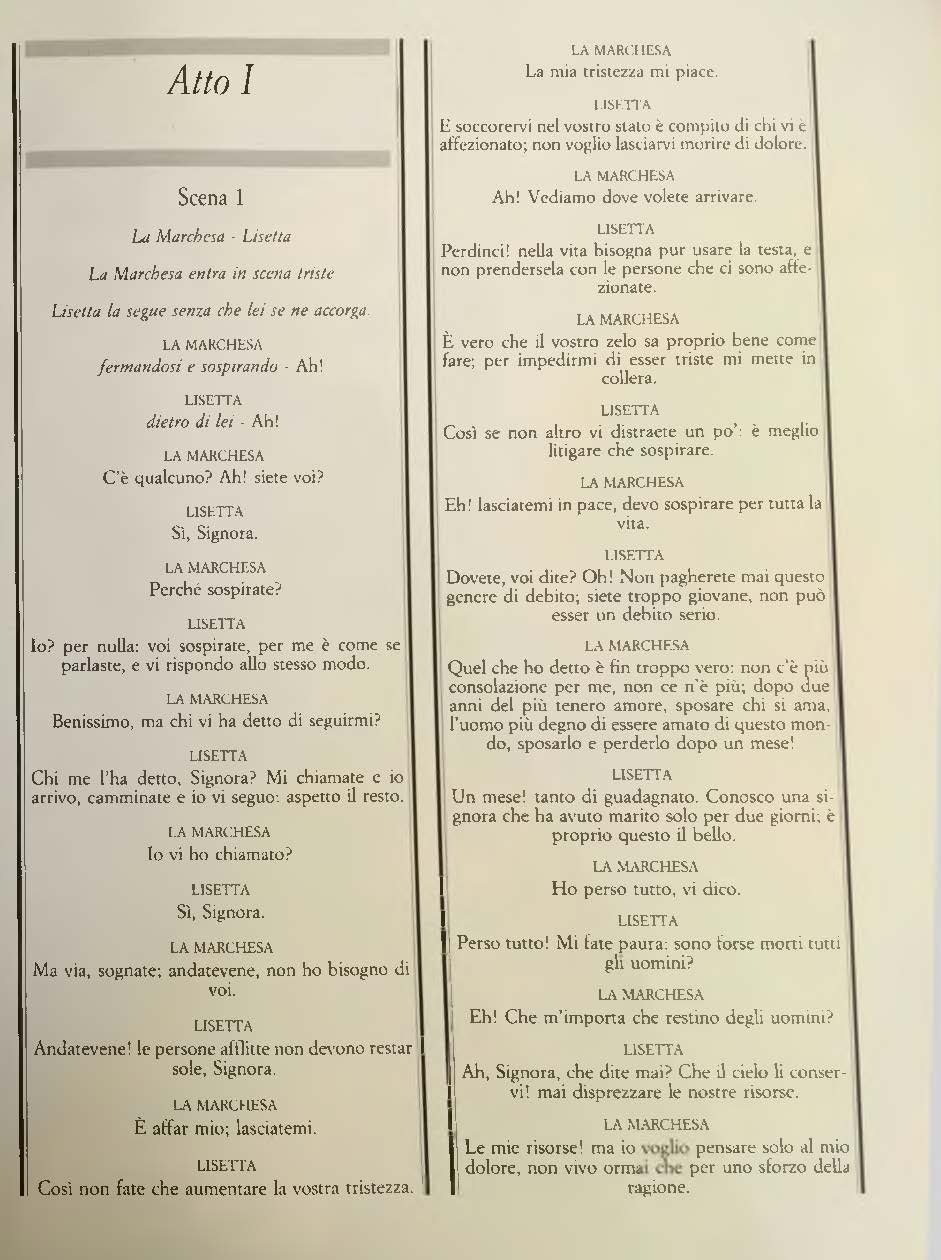 Atto I
Scena 1
La Marchesa - Lisetta
La Marchesa entra in scena triste
Lisetta la segue senza che lei se ne accorga.
LA MARCHESA
fermandosi e sospirando - Ah!
LISETTA
dietro di lei - Ah!
LA MARCHESA
C'è qualcuno? Ah! siete voi?
LISETTA
Sì, Signora.
LA MARCHESA
Perché sospirate?
LISETTA
Io? per nulla: voi sospirate, per me è come se
parlaste, e vi rispondo allo stesso modo.
LA MARCHESA
Benissimo, ma chi vi ha detto di seguirmi?
LISETTA
Chi me l'ha detto, Signora? Mi chiamate e io
arrivo, camminate e io vi seguo: aspetto il resto.
LA MARCHESA
Io vi ho chiamato?
LISETTA
Sì, Signora.
LA MARCHESA
Ma via, sognate; andatevene, non ho bisogno di
voi.
LISETTA
Andatevene! le persone afflitte non devono restar
sole, Signora.
LA MARCHESA
È affar mio; lasciatemi.
LISETTA
Così non fate che aumentare la vostra tristezza.
LA MARCHESA
La mia tristezza mi piace.
LISETTA
E soccorervi nel vostro stato è compito di chi vi è
affezionato; non voglio lasciarvi morire di dolore.
LA MARCHESA
Ah! Vediamo dove volete arrivare.
LISETTA
Perdinci! nella vita bisogna pur usare la testa, e
non prendersela con le persone che ci sono affe-
zionate.
LA MARCHESA
È vero che il vostro zelo sa proprio bene come
fare; per impedirmi di esser triste mi mette in
collera.
LISETTA
Così se non altro vi distraete un po': è meglio
litigare che sospirare.
LA MARCHESA
Eh! lasciatemi in pace, devo sospirare per tutta la
vita.
LISETTA
Dovete, voi dite? Oh! Non pagherete mai questo
genere di debito; siete troppo giovane, non può
esser un debito serio.
LA MARCHESA
Quel che ho detto è fin troppo vero: non c'è più
consolazione per me, non ce n'è più; dopo due
anni del più tenero amore, sposare chi si ama,
l'uomo più degno di essere amato di questo mon-
do, sposarlo e perderlo dopo un mese!
LISETTA
Un mese! tanto di guadagnato. Conosco una si-
gnora che ha avuto marito solo per due giorni; è
proprio questo il bello.
LA MARCHESA
Ho perso tutto, vi dico.
LISETTA
Perso tutto! Mi fate paura: sono forse morti tutti
gli uomini?
LA MARCHESA
Eh! Che m'importa che restino degli uomini?
LISETTA
Ah, Signora, che dite mai? Che il cielo li conser-
vi! mai disprezzare le nostre risorse.
LA MARCHESA
Le mie risorse! ma io voglio pensare solo al mio
dolore, non vivo ormai che per uno sforzo della
ragione.